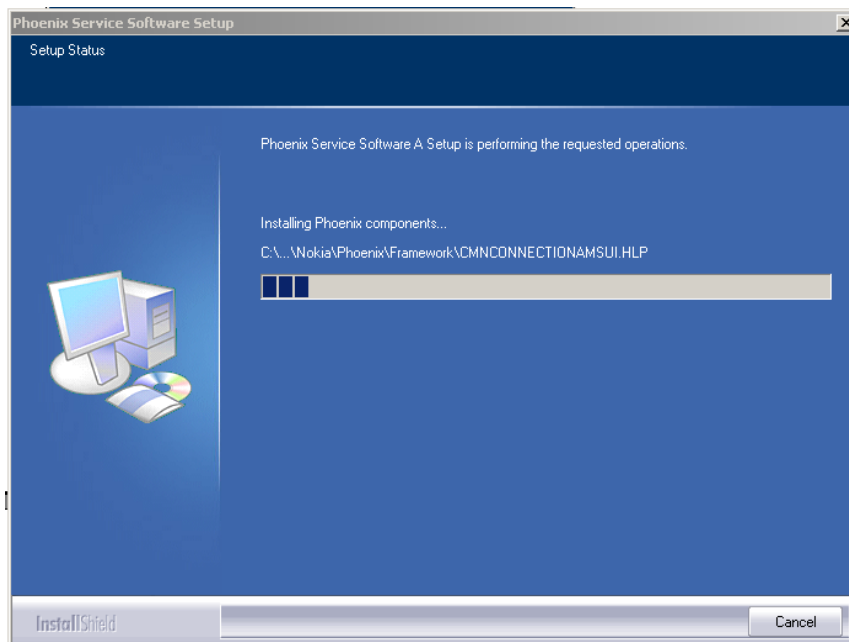 Phoenix Service Software Setup
Setup Status
Phoenix Service Software A Setup is performing the requested operations.
Installing Phoenix components...
C:\...\Nokia\Phoenix\Framework\CMNCONNECTIONAMSUI.HLP
InstallShield
Cancel